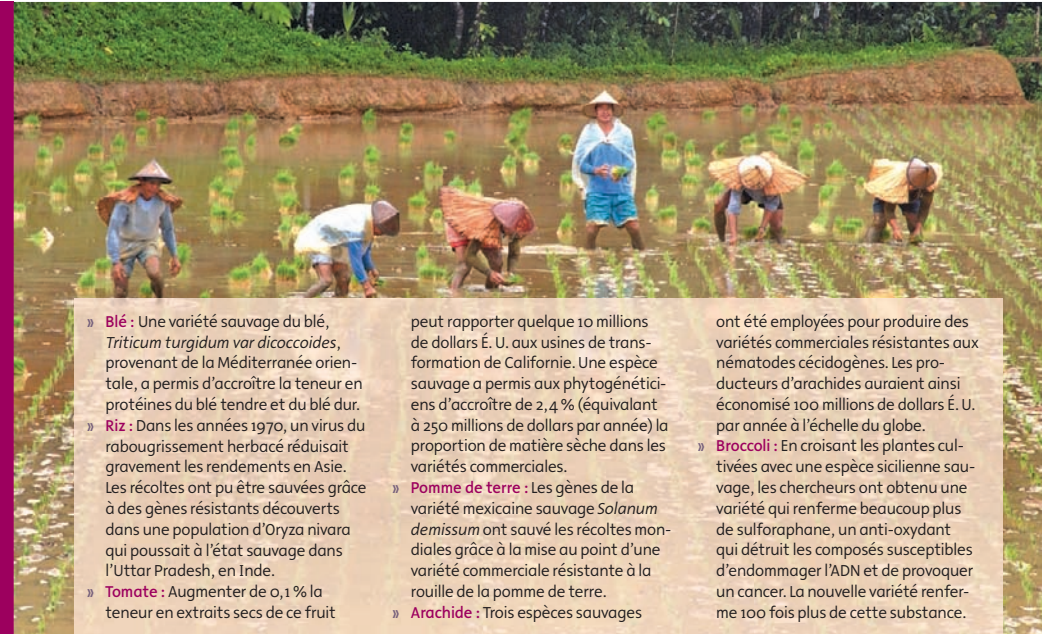 » Blé : Une variété sauvage du blé,
Triticum turgidum var dicoccoides,
provenant de la Méditerranée orien-
tale, a permis d'accroître la teneur en
protéines du blé tendre et du blé dur.
» Riz : Dans les années 1970, un virus du
rabougrissement herbacé réduisait
gravement les rendements en Asie.
Les récoltes ont pu être sauvées grâce
à des gènes résistants découverts
dans une population d'Oryza nivara
qui poussait à l'état sauvage dans
l'Uttar Pradesh, en Inde.
» Tomate : Augmenter de 0,1 % la
teneur en extraits secs de ce fruit
peut rapporter quelque 10 millions
de dollars É. U. aux usines de trans-
formation de Californie. Une espèce
sauvage a permis aux phytogénétici-
ens d'accroître de 2,4 % (équivalant
à 250 millions de dollars par année) la
proportion de matière sèche dans les
variétés commerciales.
» Pomme de terre : Les gènes de la
variété mexicaine sauvage Solanum
demissum ont sauvé les récoltes mon-
diales grâce à la mise au point d'une
variété commerciale résistante à la
rouille de la pomme de terre.
» Arachide : Trois espèces sauvages
ont été employées pour produire des
variétés commerciales résistantes aux
nématodes cécidogènes. Les pro-
ducteurs d'arachides auraient ainsi
économisé 100 millions de dollars É. U.
par année à l'échelle du globe.
» Broccoli : En croisant les plantes cul-
tivées avec une espèce sicilienne sau-
vage, les chercheurs ont obtenu une
variété qui renferme beaucoup plus
de sulforaphane, un anti-oxydant
qui détruit les composés susceptibles
d'endommager l'ADN et de provoquer
un cancer. La nouvelle variété renfer-
me 100 fois plus de cette substance.